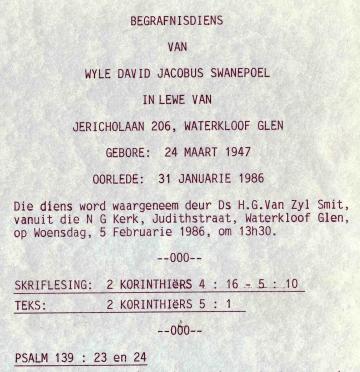 BEGRAFNISDIENS
VAN
WYLE DAVID JACOBUS SWANEPOEL
IN LEWE VAN
JERICHOLAAN 206, WATERKLOOF GLEN
GEBORE: 24 MAART 1947
OORLEDE: 31 JANUARIE 1986
Die diens word waargeneem deur Ds H.G.Van Zyl Smit,
vanuit die N G Kerk, Judithstraat, Waterkloof Glen,
op Woensdag, 5 Februarie 1986, om 13h30.
--ooo--
SKRIFLESING: 2 KORINTHIëRS 4 : 16 - 5 : 10
TEKS: 2 KORINTHIëRS 5 : 1
--ooo--
PSALM 139 : 23 en 24